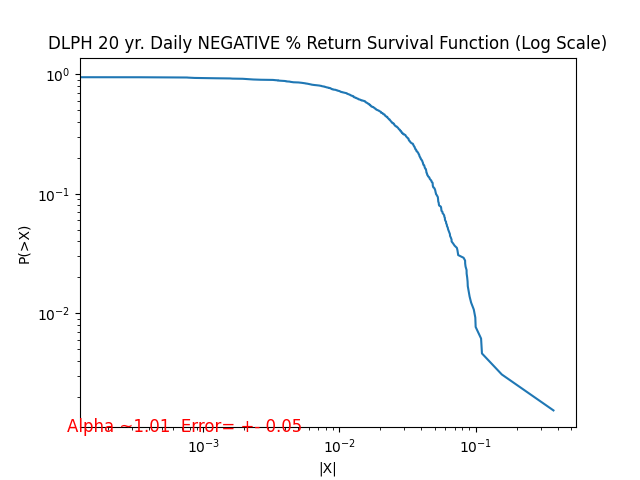 DLPH 20 yr. Daily NEGATIVE % Return Survival Function (Log Scale)
10⁰
10⁻¹
10⁻²
P(>X)
Alpha ~1.01 Error= +- 0.05
10⁻³ 10⁻² 10⁻¹
|X|